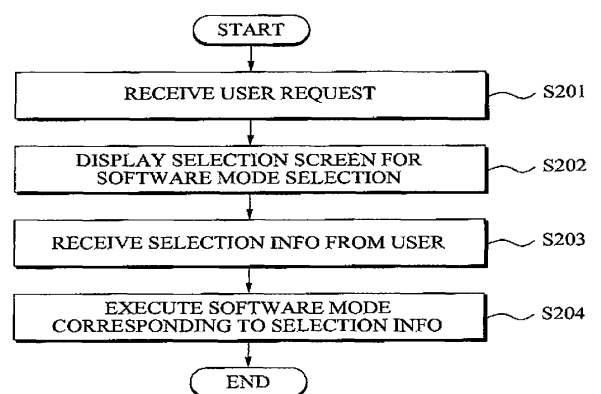 START
RECEIVE USER REQUEST
S201
DISPLAY SELECTION SCREEN FOR
SOFTWARE MODE SELECTION
S202
RECEIVE SELECTION INFO FROM USER
S203
EXECUTE SOFTWARE MODE
CORRESPONDING TO SELECTION INFO
S204
END